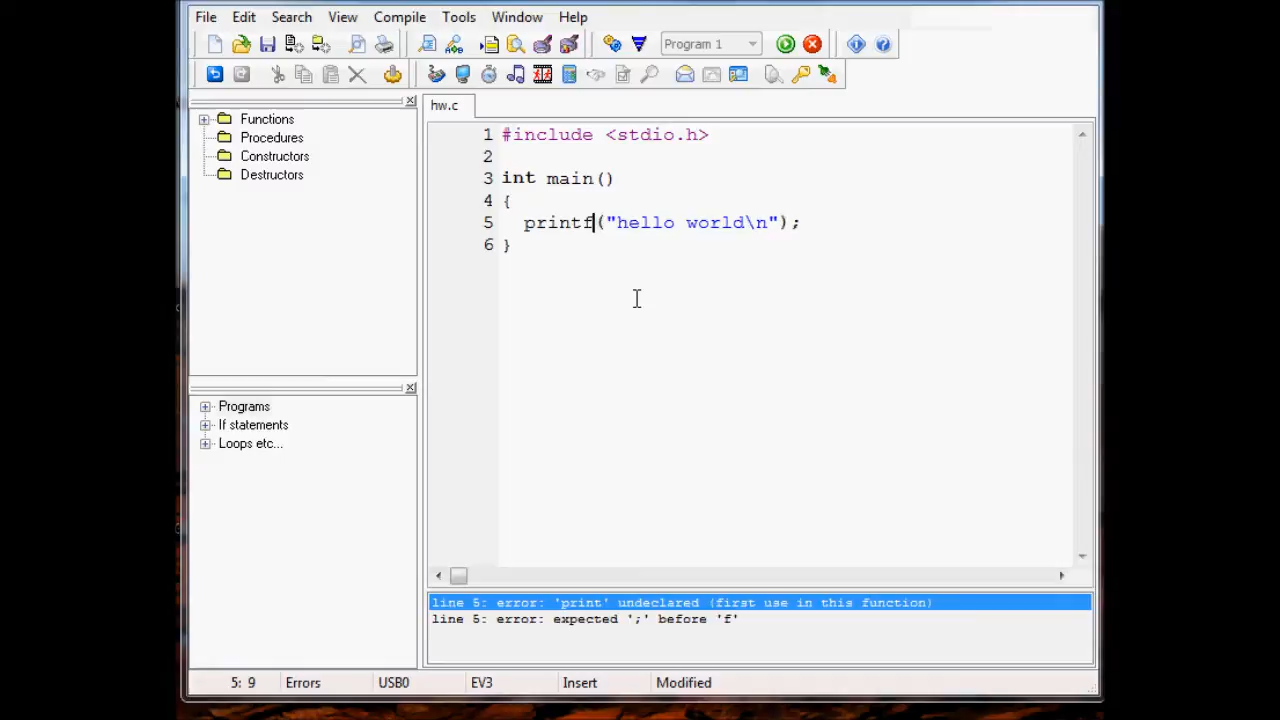 File Edit Search View Compile Tools Window Help
Program 1
Functions
Procedures
Constructors
Destructors
Programs
If statements
Loops etc...
hw.c
1 #include <stdio.h>
2
3 int main()
4 {
5 printf("hello world\n");
6 }
line 5: error: 'print' undeclared (first use in this function)
line 5: error: expected ';' before 'f'
5: 9 Errors USB0 EV3 Insert Modified